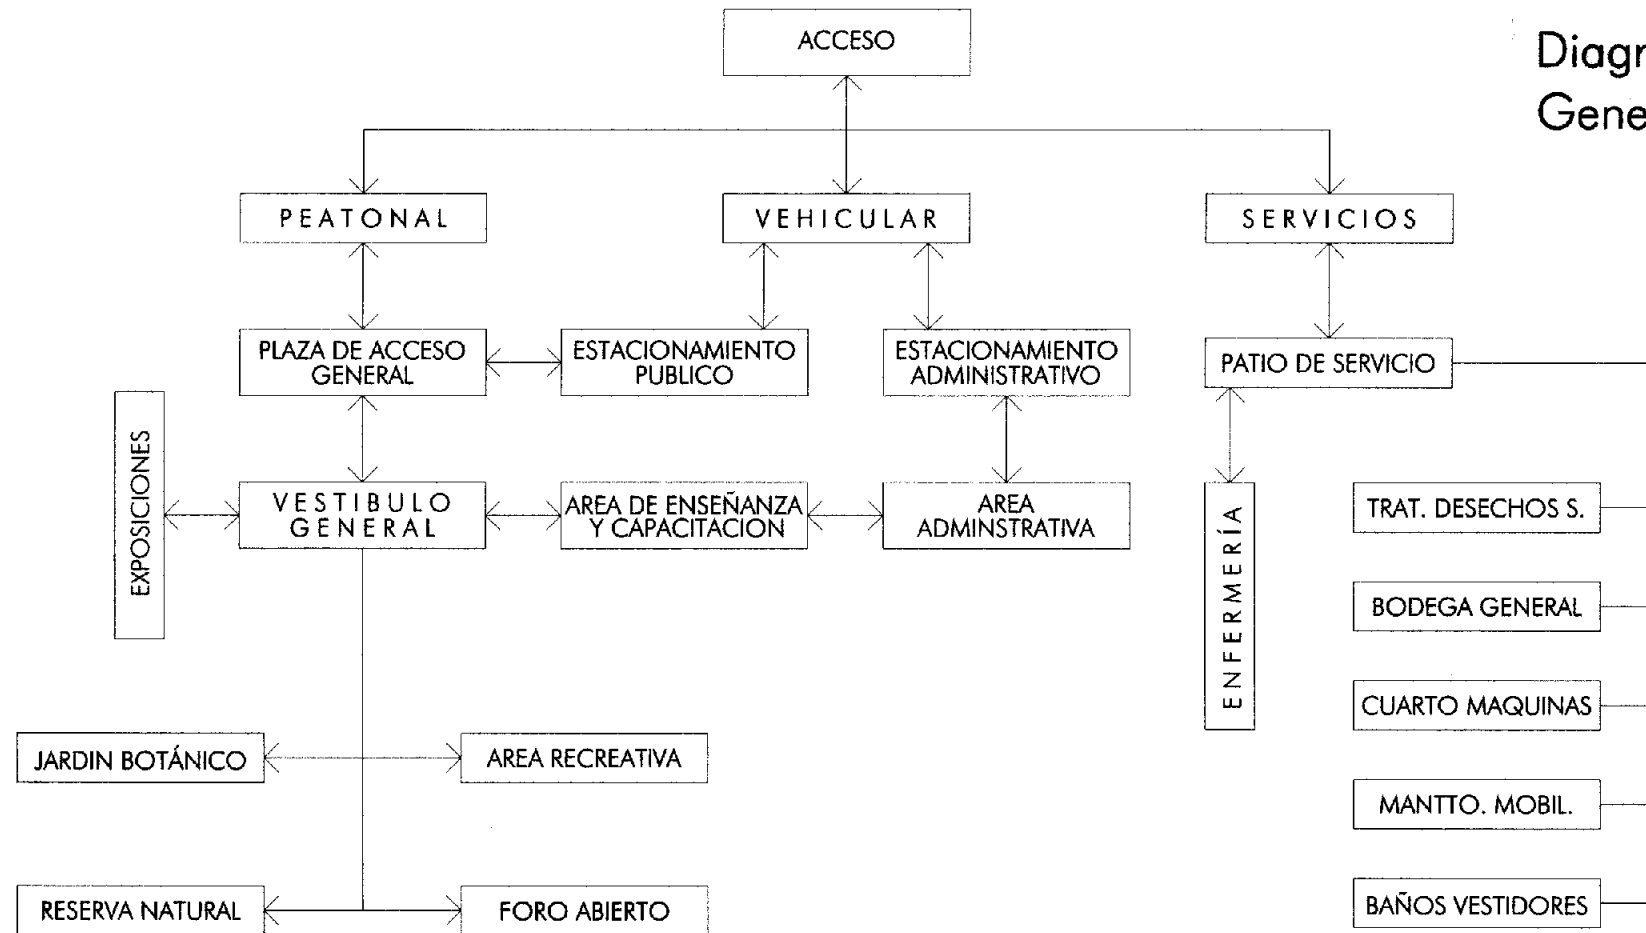 ACCESO
Diagr
Gene
PEATONAL
VEHICULAR
SERVICIOS
PLAZA DE ACCESO
GENERAL
ESTACIONAMIENTO
PUBLICO
ESTACIONAMIENTO
ADMINISTRATIVO
PATIO DE SERVICIO
EXPOSICIONES
VESTIBULO
GENERAL
AREA DE ENSEÑANZA
Y CAPACITACION
AREA
ADMINSTRATIVA
ENFERMERÍA
TRAT. DESECHOS S.
BODEGA GENERAL
CUARTO MAQUINAS
JARDIN BOTÁNICO
AREA RECREATIVA
MANTTO. MOBIL.
RESERVA NATURAL
FORO ABIERTO
BAÑOS VESTIDORES